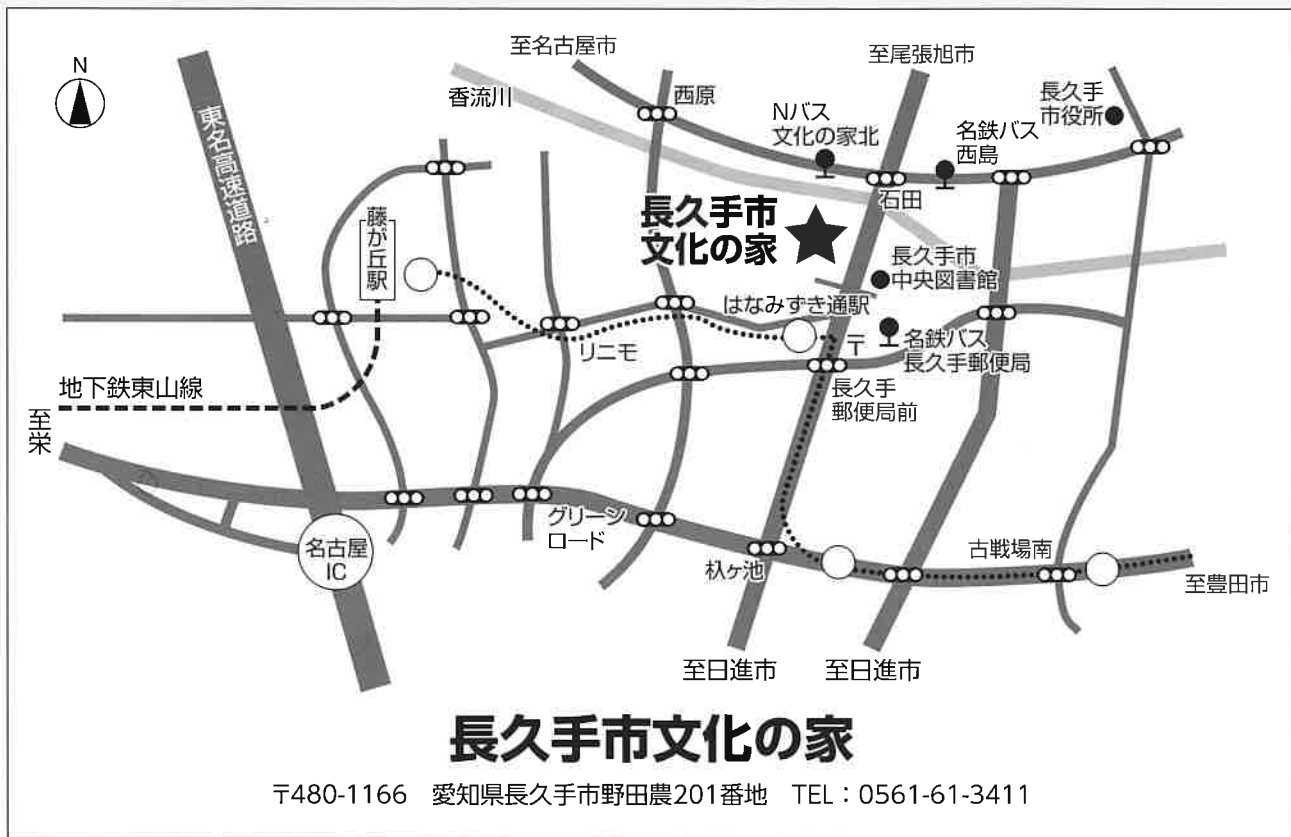 N
至名古屋市
至尾張旭市
香流川
西原
Nバス
文化の家北
名鉄バス
西島
長久手
市役所
東名高速道路
石田
藤が丘駅
長久手市
文化の家
長久手市
中央図書館
はなみずき通駅
リニモ
〒
名鉄バス
長久手郵便局
地下鉄東山線
長久手
郵便局前
至栄
グリーン
ロード
名古屋
IC
杁ヶ池
古戦場南
至豊田市
至日進市
至日進市
長久手市文化の家
〒480-1166 愛知県長久手市野田農201番地 TEL：0561-61-3411